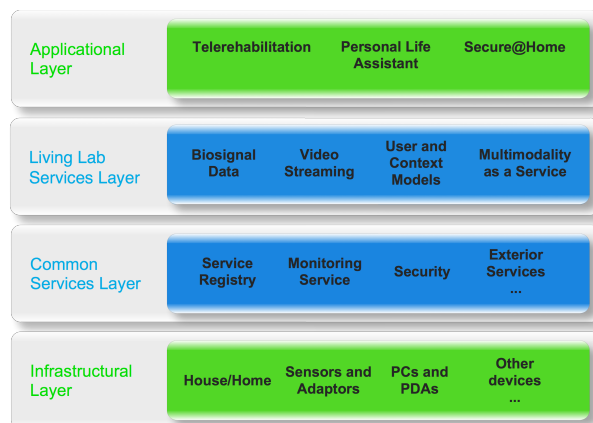 Applicational
Layer
Telerehabilitation
Personal Life
Assistant
Secure@Home
Living Lab
Services Layer
Biosignal
Data
Video
Streaming
User and
Context
Models
Multimodality
as a Service
Common
Services Layer
Service
Registry
Monitoring
Service
Security
Exterior
Services
...
Infrastructural
Layer
House/Home
Sensors and
Adaptors
PCs and
PDAs
Other
devices
...